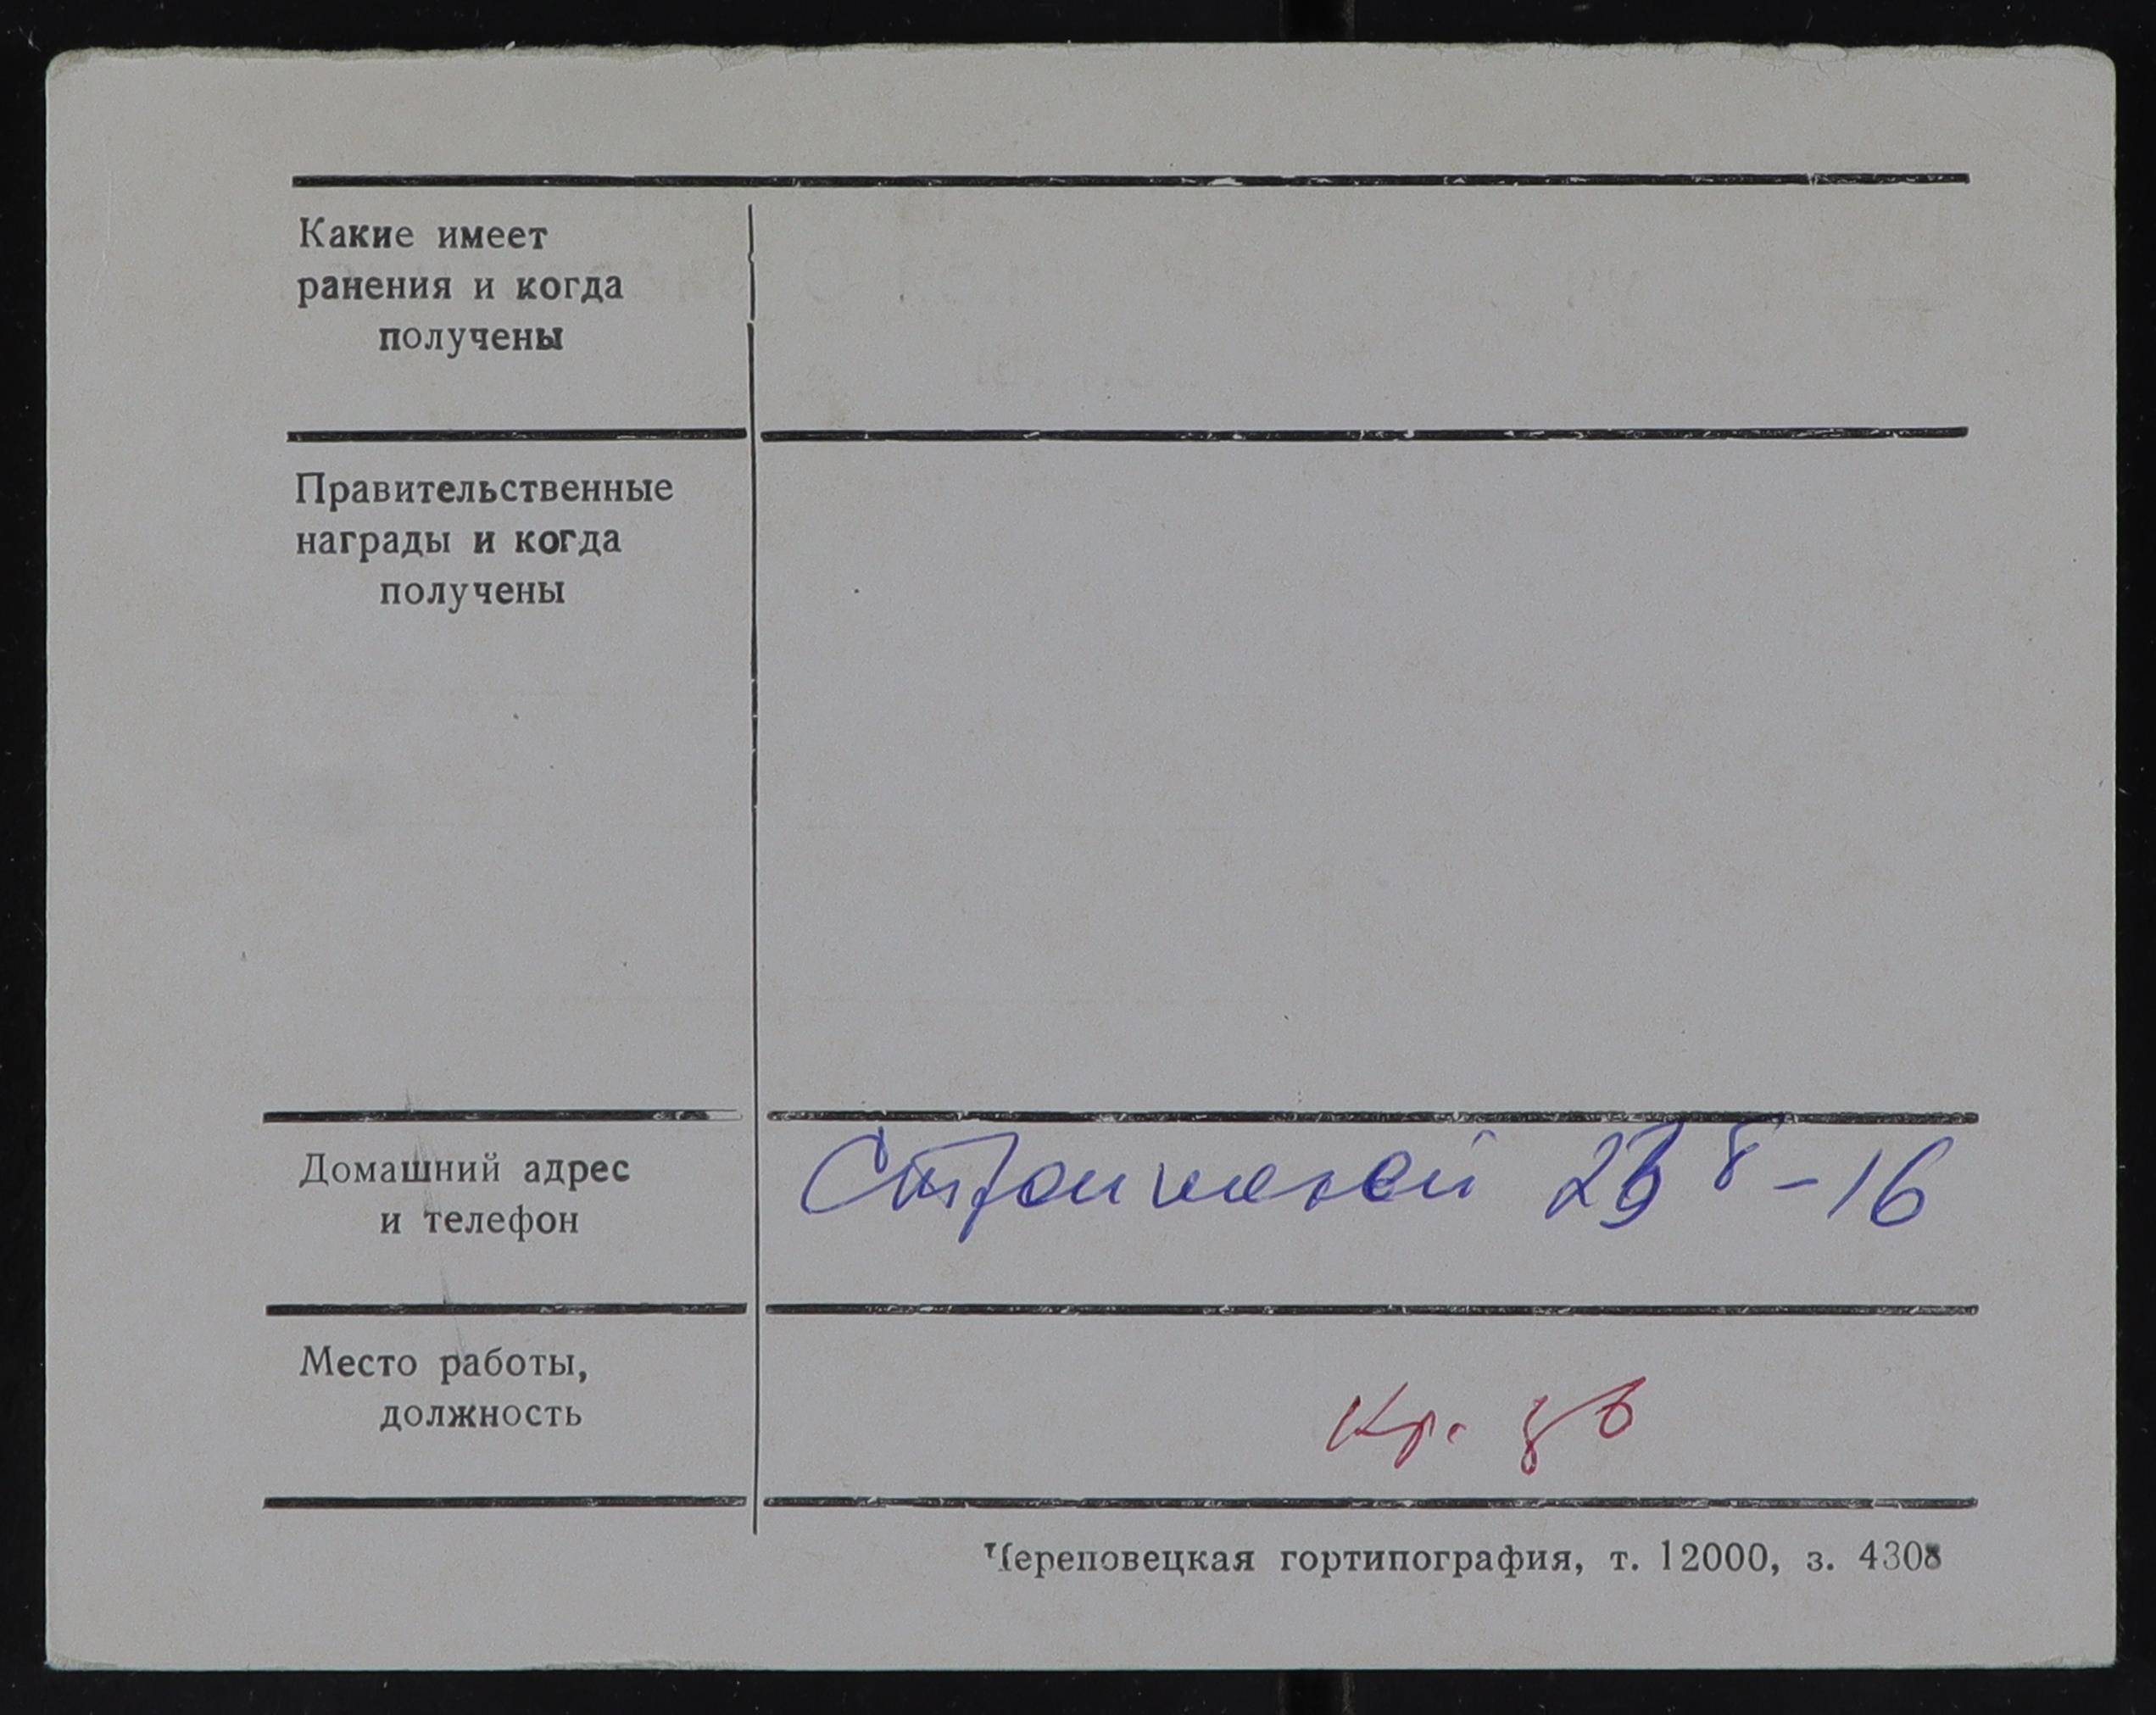 Какие имеет
ранения и когда
получены
Правительственные
награды и когда
получены
Домашний адрес
и телефон
Строителей 28 -16
Место работы,
должность
Кр.
Череповецкая гортипография, т. 12000, з. 4308